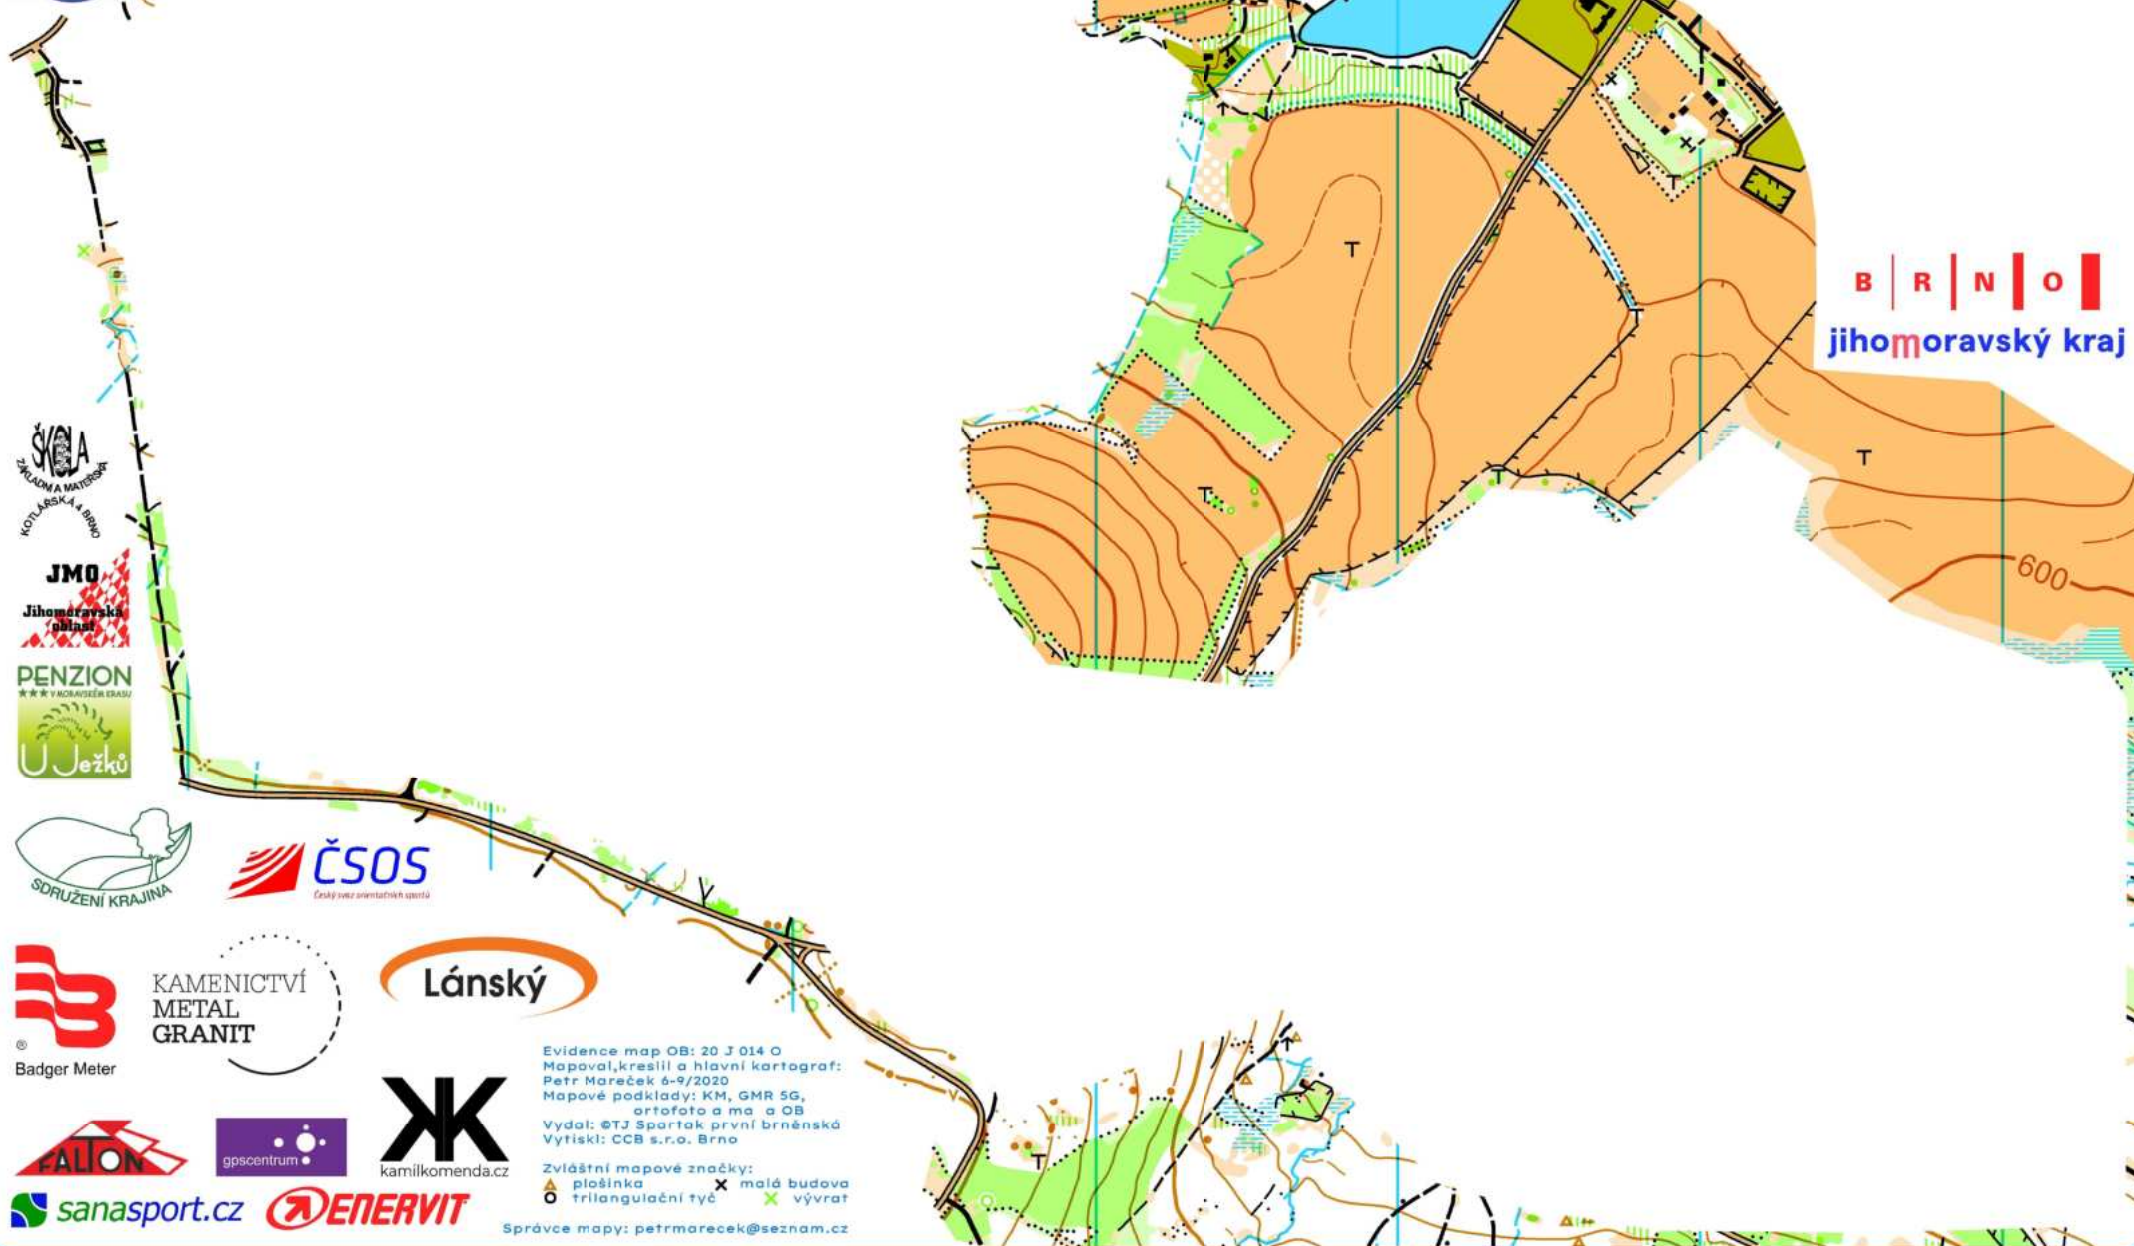 B R N O
jihomoravský kraj
600
ŠKOLA
ZÁKLADNÍ A MATEŘSKÁ
KOTLÁŘSKÁ 4 BRNO
JMO
Jihomoravská
oblast
PENZION
★★★ V MORAVSKÉM KRASU
U Ježků
SDRUŽENÍ KRAJINA
ČSOS
Český svaz orientačních sportů
® Badger Meter
KAMENICTVÍ
METAL
GRANIT
Lánský
FALTON
gpscentrum
kamilkomenda.cz
sanasport.cz
ENERVIT
Evidence map OB: 20 J 014 O
Mapoval,kreslil a hlavní kartograf:
Petr Mareček 6-9/2020
Mapové podklady: KM, GMR 5G,
ortofoto a ma a OB
Vydal: ©TJ Spartak první brněnská
Vytiskl: CCB s.r.o. Brno
Zvláštní mapové značky:
plošinka malá budova
trilangulační tyč vývrat
Správce mapy: petrmarecek@seznam.cz